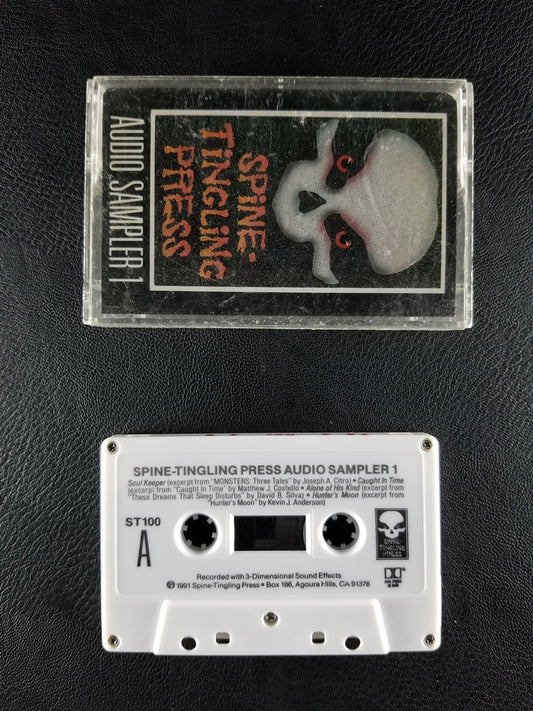 SPINE-
TINGLING
PRESS
AUDIO SAMPLER 1
SPINE-TINGLING PRESS AUDIO SAMPLER 1
Soul Keeper (excerpt from "MONSTERS: Three Tales" by Joseph A. Citro) • Caught In Time
(excerpt from "Caught In Time" by Matthew J. Costello • Alone of His Kind (excerpt from
"These Dreams That Sleep Disturbs" by David B. Silva) • Hunter's Moon (excerpt from
"Hunter's Moon" by Kevin J. Anderson)
ST100
A
SPINE-
TINGLING
PRESS
Recorded with 3-Dimensional Sound Effects
℗ 1991 Spine-Tingling Press • Box 186, Agoura Hills, CA 91376